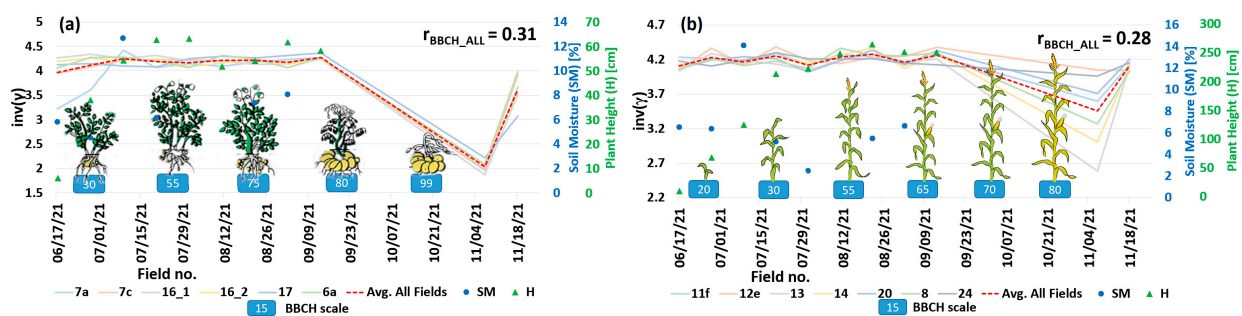 (a)
r_BBCH_ALL = 0.31
inv(γ)
5
4.5
4
3.5
3
2.5
2
1.5
14
12
10
8
6
4
2
0
Soil Moisture (SM) [%]
70
60
50
40
30
20
10
0
Plant Height (H) [cm]
30 55 75 80 99
06/17/21 07/01/21 07/15/21 07/29/21 08/12/21 08/26/21 09/09/21 09/23/21 10/07/21 10/21/21 11/04/21 11/18/21
Field no.
7a 7c 16_1 16_2 17 6a Avg. All Fields SM H
15 BBCH scale
(b)
r_BBCH_ALL = 0.28
inv(γ)
4.7
4.2
3.7
3.2
2.7
2.2
16
14
12
10
8
6
4
2
0
Soil Moisture (SM) [%]
300
250
200
150
100
50
0
Plant Height (H) [cm]
20 30 55 65 70 80
06/17/21 07/01/21 07/15/21 07/29/21 08/12/21 08/26/21 09/09/21 09/23/21 10/07/21 10/21/21 11/04/21 11/18/21
Field no.
11f 12e 13 14 20 8 24 Avg. All Fields SM H
15 BBCH scale